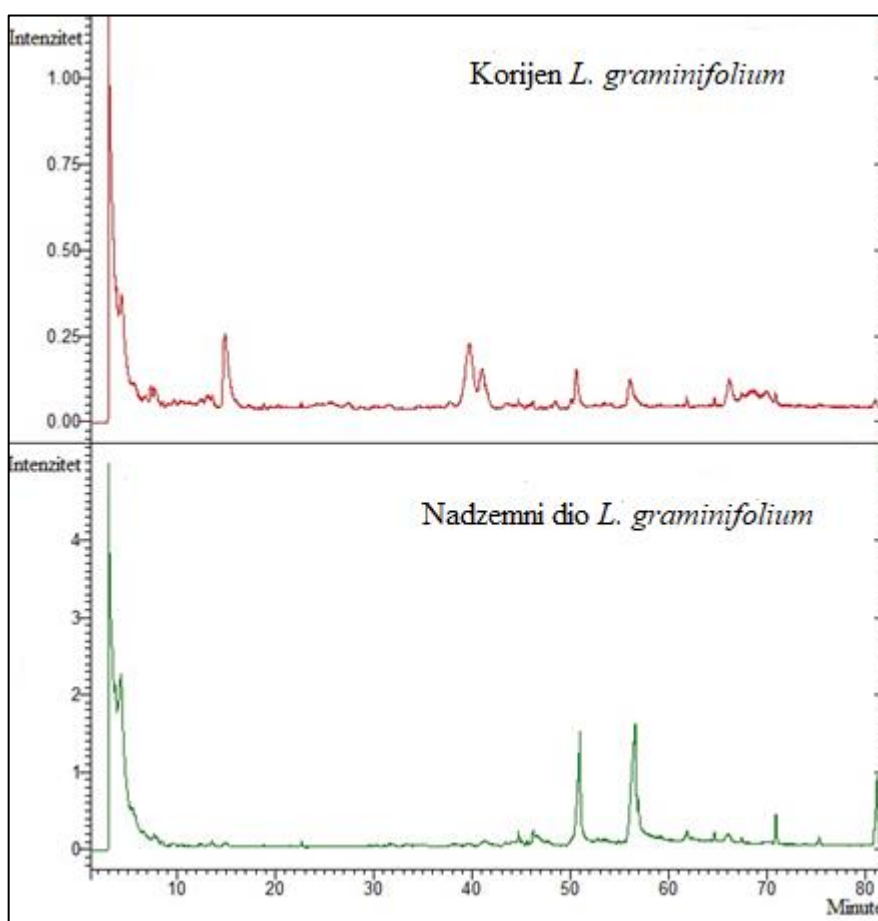 Intenzitet
Korijen L. graminifolium
1.00
0.75
0.50
0.25
0.00
Intenzitet
Nadzemni dio L. graminifolium
4
3
2
1
0
10 20 30 40 50 60 70 80
Minute